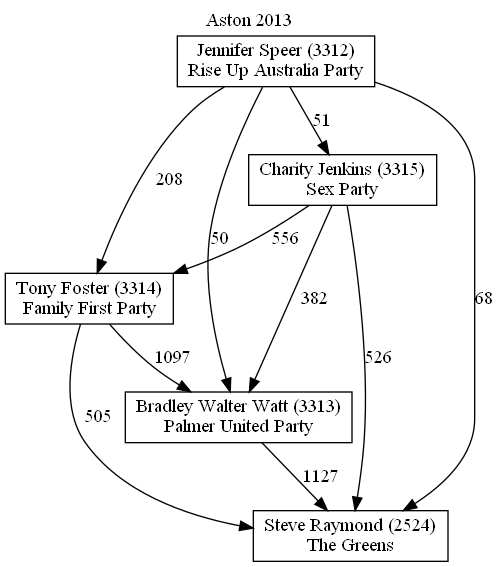 Aston 2013
Jennifer Speer (3312)
Rise Up Australia Party
51
Charity Jenkins (3315)
Sex Party
208
50
556
68
Tony Foster (3314)
Family First Party
382
1097
526
Bradley Walter Watt (3313)
Palmer United Party
505
1127
Steve Raymond (2524)
The Greens